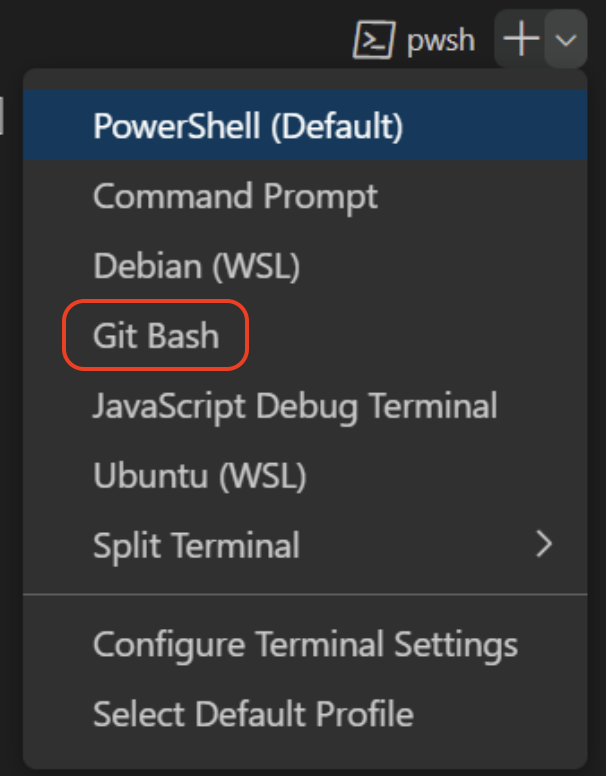 pwsh
PowerShell (Default)
Command Prompt
Debian (WSL)
Git Bash
JavaScript Debug Terminal
Ubuntu (WSL)
Split Terminal
Configure Terminal Settings
Select Default Profile